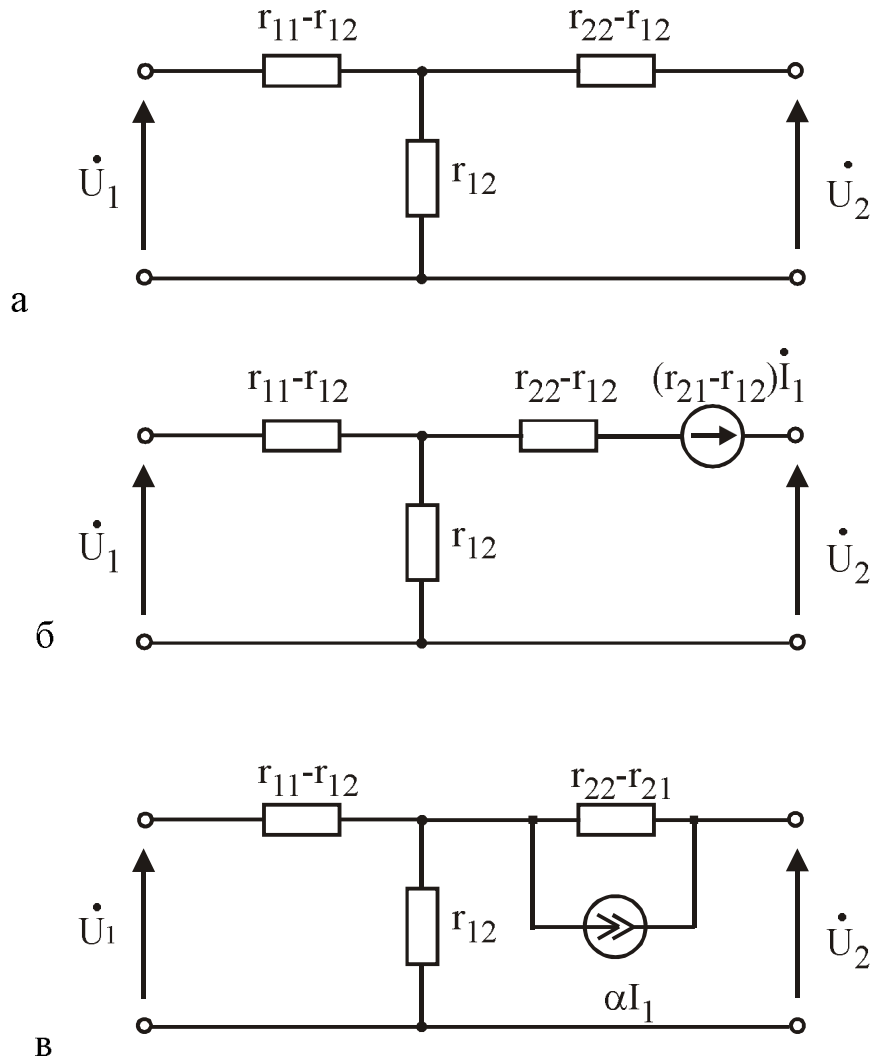 r₁₁-r₁₂ r₂₂-r₁₂
U̇₁ r₁₂ U̇₂
а
r₁₁-r₁₂ r₂₂-r₁₂ (r₂₁-r₁₂)İ₁
U̇₁ r₁₂ U̇₂
б
r₁₁-r₁₂ r₂₂-r₂₁
U̇₁ r₁₂ U̇₂
αI₁
в